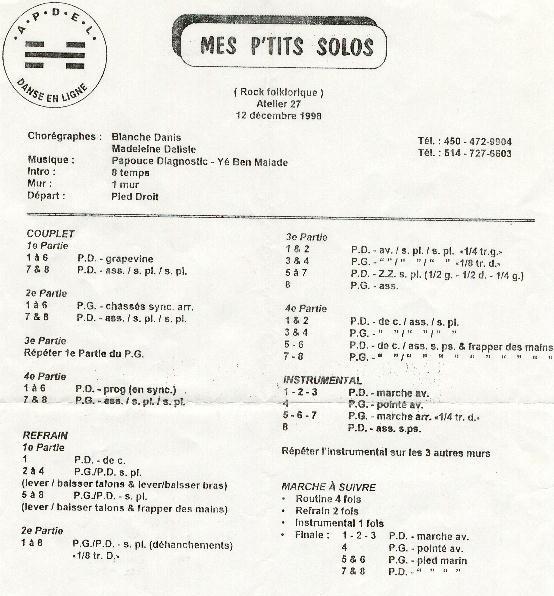 A.P.D.E.L.
DANSE EN LIGNE
MES P'TITS SOLOS
( Rock folklorique )
Atelier 27
12 décembre 1998
Chorégraphes : Blanche Danis
Madeleine Delisle
Musique : Papouce Diagnostic - Yé Ben Malade
Intro : 8 temps
Mur : 1 mur
Départ : Pied Droit
Tél. : 450 - 472-9904
Tél. : 514 - 727-6603
COUPLET
1e Partie
1 à 6 P.D. - grapevine
7 & 8 P.D. - ass. / s. pl. / s. pl.
2e Partie
1 à 6 P.G. - chassés sync. arr.
7 & 8 P.D. - ass. / s. pl. / s. pl.
3e Partie
Répéter 1e Partie du P.G.
4e Partie
1 à 6 P.D. - prog (en sync.)
7 & 8 P.G. - ass. / s. pl. / s. pl.
REFRAIN
1e Partie
1 P.D. - de c.
2 à 4 P.G./P.D. s. pl.
(lever / baisser talons & lever/baisser bras)
5 à 8 P.G./P.D. - s. pl.
(lever / baisser talons & frapper des mains)
2e Partie
1 à 8 P.G./P.D. - s. pl. (déhanchements)
«1/8 tr. D.»
3e Partie
1 & 2 P.D. - av. / s. pl. / s. pl. «1/4 tr.g.»
3 & 4 P.G. - “ ” / “ ” / “ ” «1/8 tr. d.»
5 à 7 P.D. - Z.Z. s. pl. (1/2 g. - 1/2 d. - 1/4 g.)
8 P.G. - ass.
4e Partie
1 & 2 P.D. - de c. / ass. / s. pl.
3 & 4 P.G. - “ ” / “ ” / “ ”
5 - 6 P.D. - de c. / ass. s. ps. & frapper des mains
7 - 8 P.G. - “ “ / “ “ “ “ “ “ “ “
INSTRUMENTAL
1 - 2 - 3 P.D. - marche av.
4 P.G. - pointé av.
5 - 6 - 7 P.G. - marche arr. «1/4 tr. d.»
8 P.D. - ass. s.ps.
Répéter l'Instrumental sur les 3 autres murs
MARCHE À SUIVRE
• Routine 4 fois
• Refrain 2 fois
• Instrumental 1 fois
• Finale : 1 - 2 - 3 P.D. - marche av.
4 P.G. - pointé av.
5 & 6 P.G. - pied marin
7 & 8 P.D. - “ “ “ “